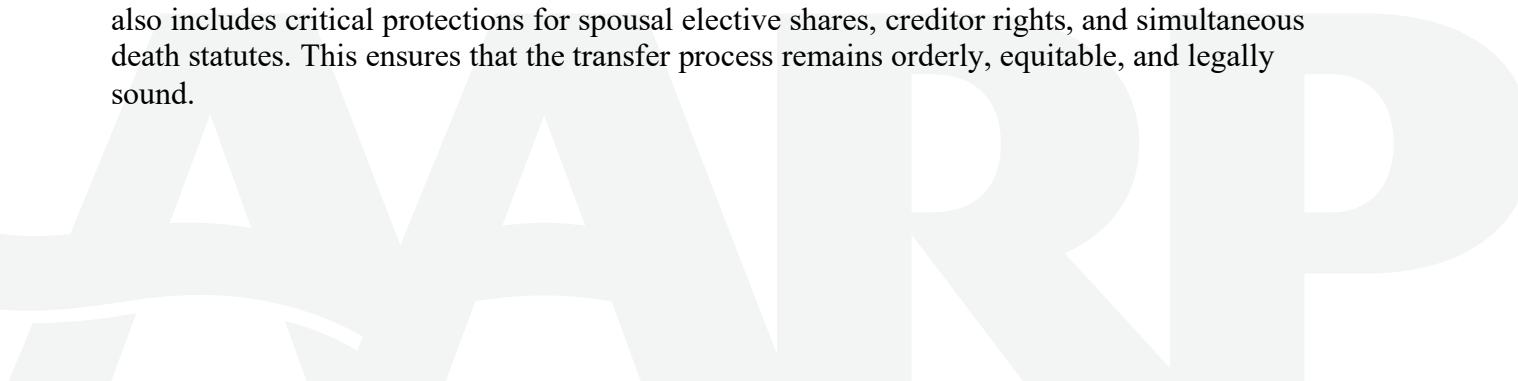 also includes critical protections for spousal elective shares, creditor rights, and simultaneous
death statutes. This ensures that the transfer process remains orderly, equitable, and legally
sound.
AARP